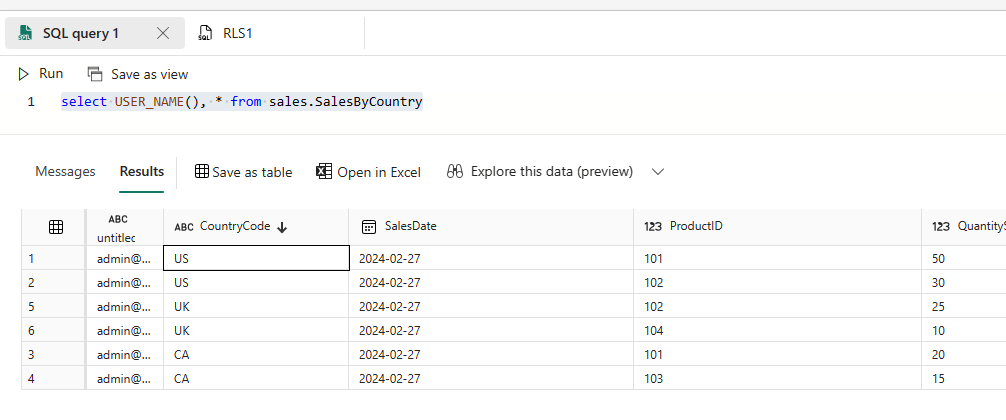 SQL query 1 RLS1
Run Save as view
1 select USER_NAME(), * from sales.SalesByCountry
Messages Results Save as table Open in Excel Explore this data (preview)
ABC untitled ABC CountryCode SalesDate 123 ProductID 123 QuantityS
1 admin@... US 2024-02-27 101 50
2 admin@... US 2024-02-27 102 30
5 admin@... UK 2024-02-27 102 25
6 admin@... UK 2024-02-27 104 10
3 admin@... CA 2024-02-27 101 20
4 admin@... CA 2024-02-27 103 15